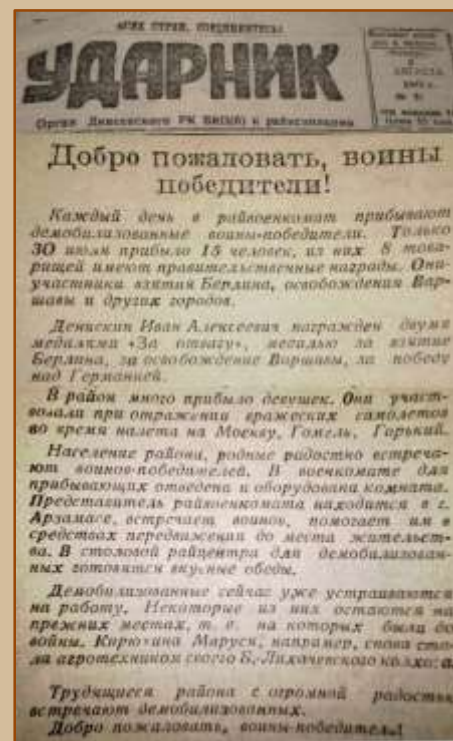 всех стран, соединяйтесь!
УДАРНИК
АВГУСТА
Орган РК ВКП(б) и райисполкома
Добро пожаловать, воины
победители!
Каждый день в райвоенкомат прибывают
демобилизованные воины-победители. Только
30 июля прибыло 15 человек, из них 8 това-
рищей имеют правительственные награды. Они-
участники взятия Берлина, освобождения Вар-
шавы и других городов.
Денискин Иван Алексеевич награжден двумя
медалями «За отвагу», медалью за взятие
Берлина, за освобождение Варшавы, за победу
над Германией.
В район много прибыло девушек. Они участ-
вовали при отражении вражеских самолетов
во время налета на Москву, Гомель, Горький.
Население района, родные радостно встреча-
ют воинов-победителей. В военкомате для
прибывающих отведена и оборудована комната.
Представитель райвоенкомата находится в г.
Арзамасе, встречает воинов, помогает им в
средствах передвижения до места жительст-
ва. В столовой райцентра для демобилизован-
ных готовятся вкусные обеды.
Демобилизованные сейчас уже устраиваются
на работу. Некоторые из них остаются на
прежних местах, т. е. на которых были до
войны. Кирюхина Маруся, например, снова ста-
ла агротехником своего Б.-Лихачевского колхоза
Трудящиеся района с огромной радостью
встречают демобилизованных.
Добро пожаловать, воины-победители!